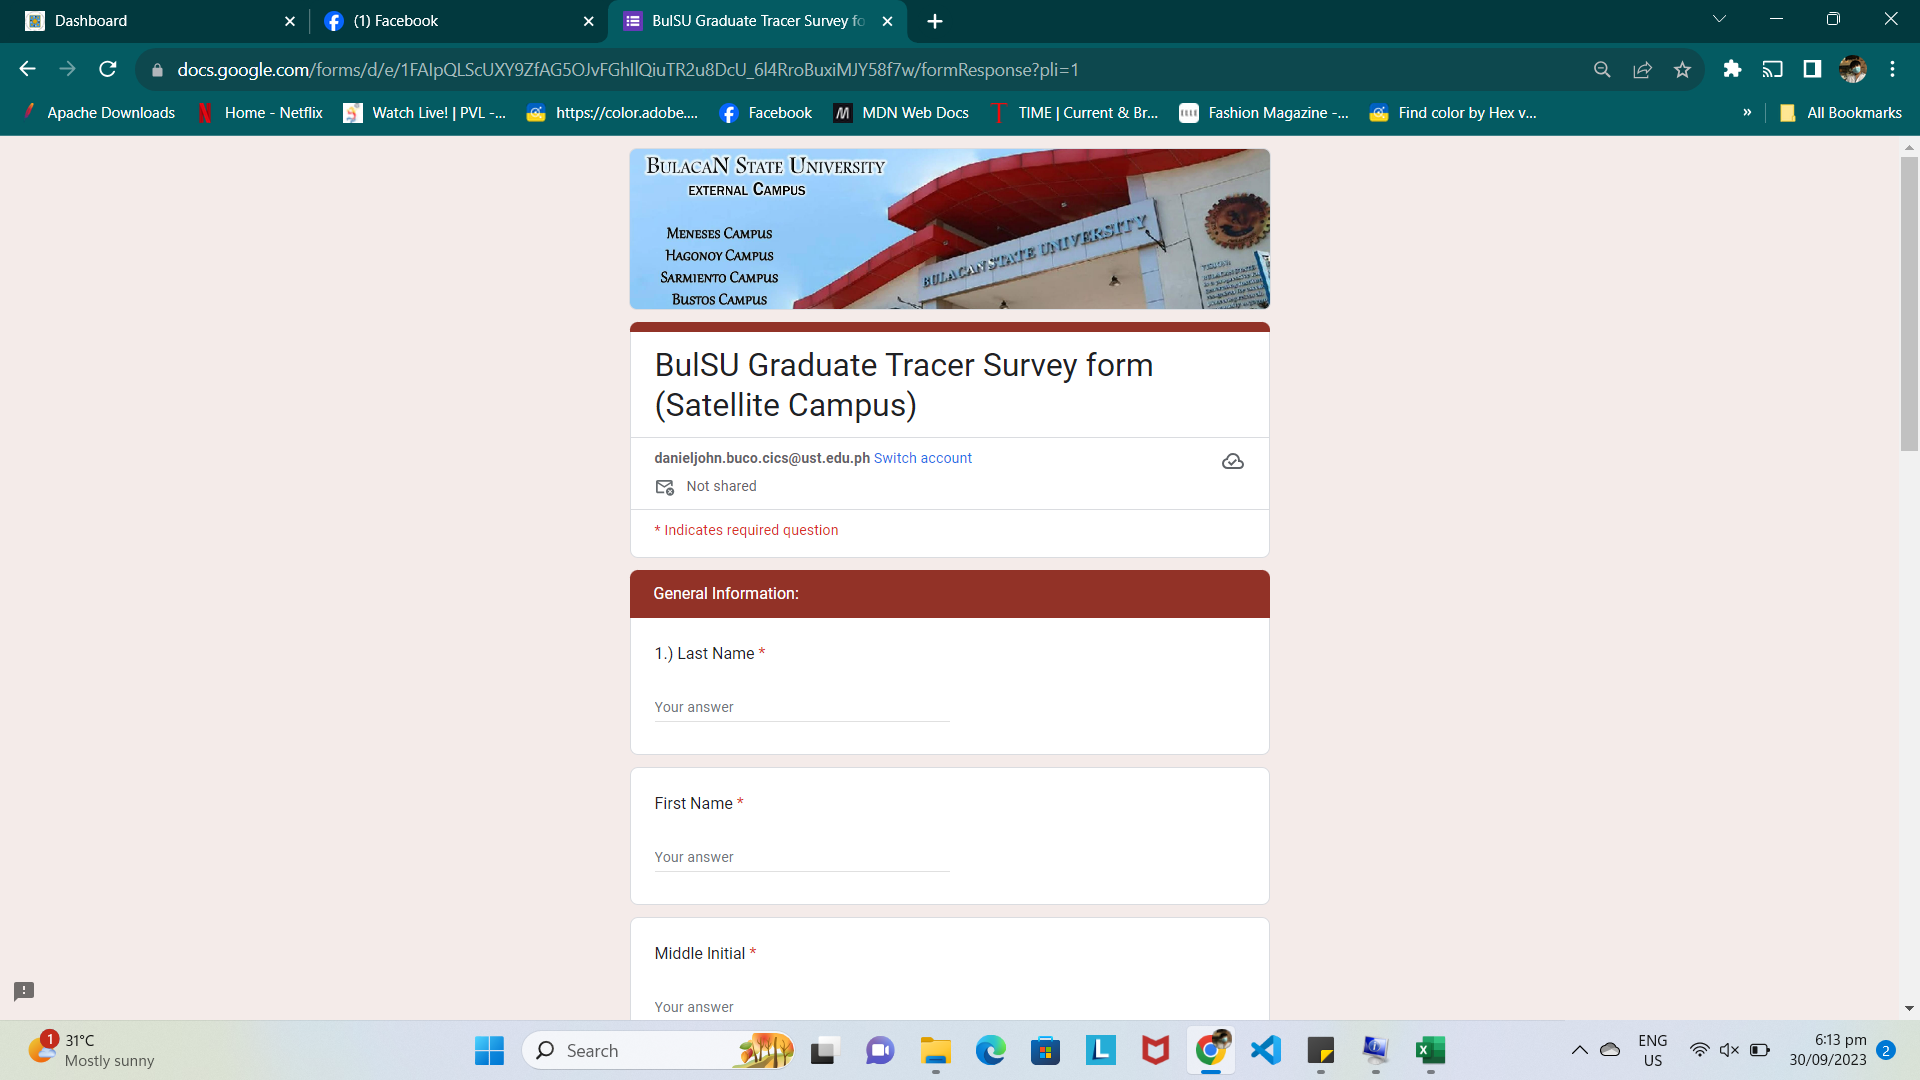 Dashboard
(1) Facebook
BulSU Graduate Tracer Survey fo
docs.google.com/forms/d/e/1FAIpQLScUXY9ZfAG5OJvFGhIlQiuTR2u8DcU_6l4RroBuxiMJY58f7w/formResponse?pli=1
Apache Downloads
Home - Netflix
Watch Live! | PVL -...
https://color.adobe....
Facebook
MDN Web Docs
TIME | Current & Br...
Fashion Magazine -...
Find color by Hex v...
»
All Bookmarks
BULACAN STATE UNIVERSITY
EXTERNAL CAMPUS
MENESES CAMPUS
HAGONOY CAMPUS
SARMIENTO CAMPUS
BUSTOS CAMPUS
BULACAN STATE UNIVERSITY
BulSU Graduate Tracer Survey form
(Satellite Campus)
danieljohn.buco.cics@ust.edu.ph Switch account
Not shared
* Indicates required question
General Information:
1.) Last Name *
Your answer
First Name *
Your answer
Middle Initial *
Your answer
1
31°C
Mostly sunny
Search
ENG
US
6:13 pm
30/09/2023
2